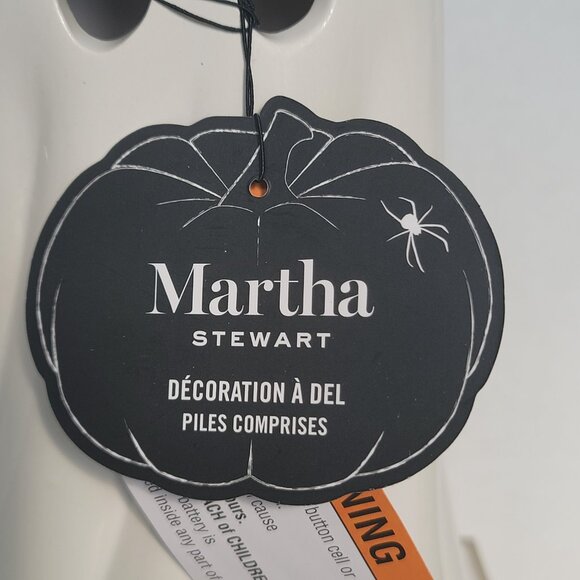 Martha
STEWART
DÉCORATION À DEL
PILES COMPRISES
NING
button cell or
cause
ours.
ACH of CHILDRE
battery is
d inside any part of